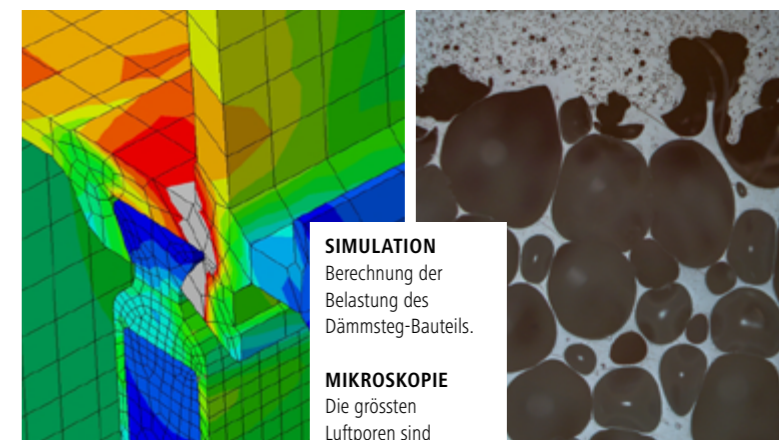 SIMULATION
Berechnung der
Belastung des
Dämmsteg-Bauteils.
MIKROSKOPIE
Die grössten
Luftporen sind